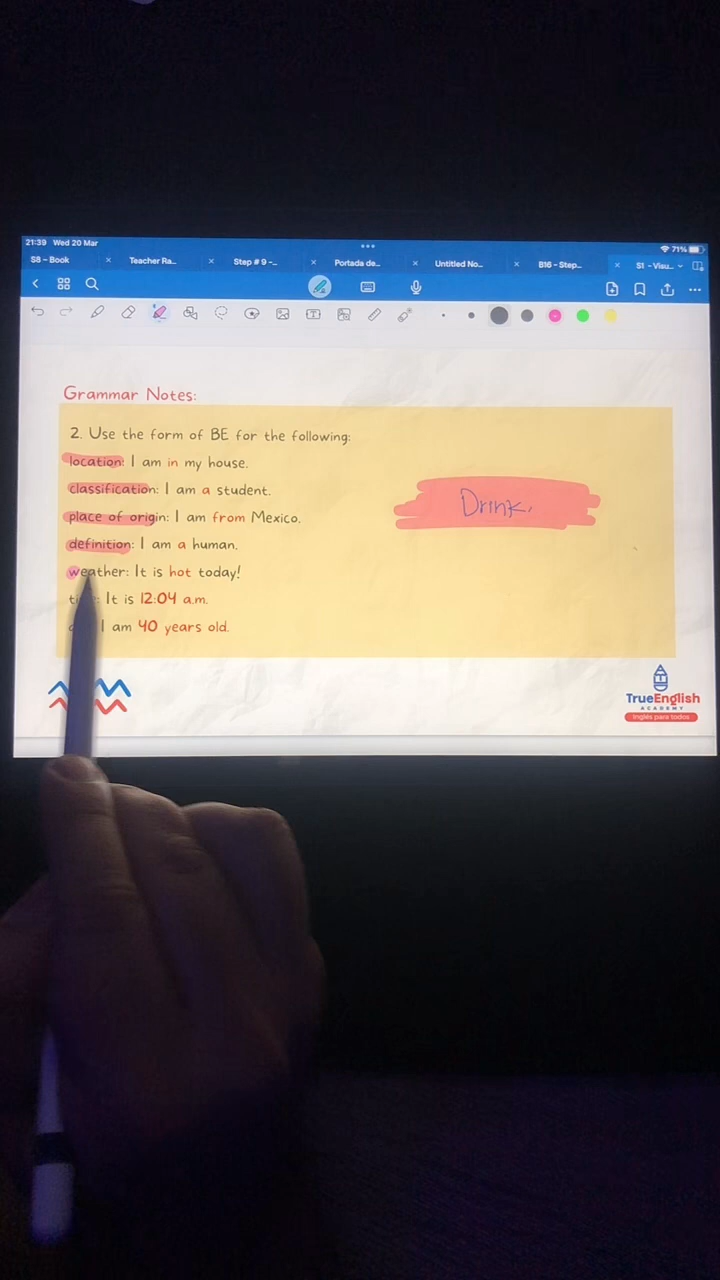 21:39 Wed 20 Mar
71%
S8 - Book
Teacher Ra...
Step # 9 -...
Portada de...
Untitled No...
B16 - Step...
S1 - Visu...
Grammar Notes:
2. Use the form of BE for the following:
location: I am in my house.
classification: I am a student.
place of origin: I am from Mexico.
definition: I am a human.
weather: It is hot today!
It is 12:04 a.m.
I am 40 years old.
Drink.
TrueEnglish
ACADEMY
Inglés para todos